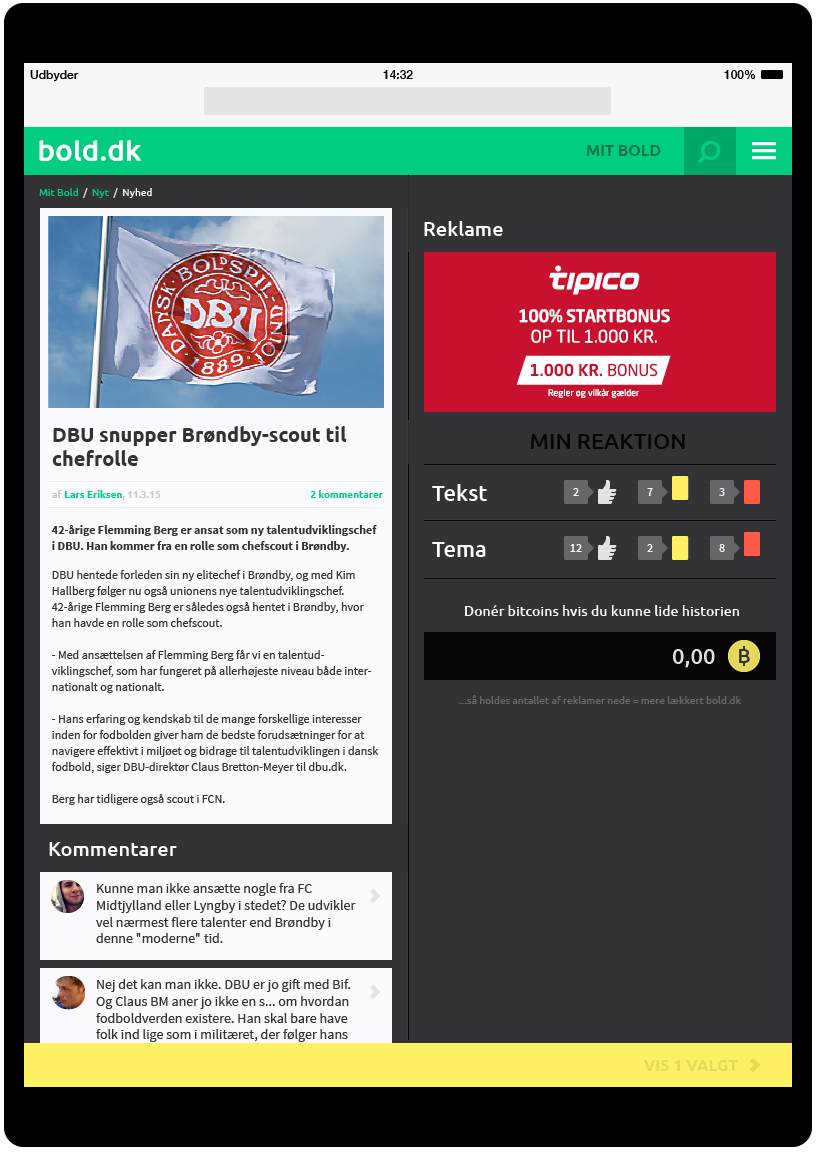 Udbyder 14:32 100%
bold.dk MIT BOLD
Mit Bold / Nyt / Nyhed
DANSK BOLDSPIL UNION
DBU
1889
DBU snupper Brøndby-scout til
chefrolle
af Lars Eriksen, 11.3.15 2 kommentarer
42-årige Flemming Berg er ansat som ny talentudviklingschef
i DBU. Han kommer fra en rolle som chefscout i Brøndby.
DBU hentede forleden sin ny elitechef i Brøndby, og med Kim
Hallberg følger nu også unionens nye talentudviklingschef.
42-årige Flemming Berg er således også hentet i Brøndby, hvor
han havde en rolle som chefscout.
- Med ansættelsen af Flemming Berg får vi en talentud-
viklingschef, som har fungeret på allerhøjeste niveau både inter-
nationalt og nationalt.
- Hans erfaring og kendskab til de mange forskellige interesser
inden for fodbolden giver ham de bedste forudsætninger for at
navigere effektivt i miljøet og bidrage til talentudviklingen i dansk
fodbold, siger DBU-direktør Claus Bretton-Meyer til dbu.dk.
Berg har tidligere også scout i FCN.
Kommentarer
Kunne man ikke ansætte nogle fra FC
Midtjylland eller Lyngby i stedet? De udvikler
vel nærmest flere talenter end Brøndby i
denne "moderne" tid.
Nej det kan man ikke. DBU er jo gift med Bif.
Og Claus BM aner jo ikke en s... om hvordan
fodboldverden existere. Han skal bare have
folk ind lige som i militæret, der følger hans
Reklame
tipico
100% STARTBONUS
OP TIL 1.000 KR.
1.000 KR. BONUS
Regler og vilkår gælder
MIN REAKTION
Tekst 2 7 3
Tema 12 2 8
Donér bitcoins hvis du kunne lide historien
0,00
...så holdes antallet af reklamer nede = mere lækkert bold.dk
VIS 1 VALGT